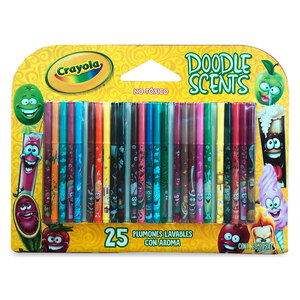 Crayola
DOODLE
SCENTS
NO TÓXICO
25
PLUMONES LAVABLES
CON AROMA